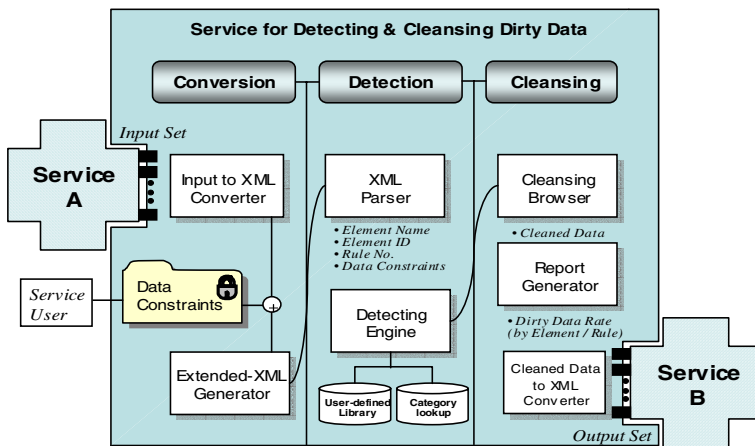 Service for Detecting & Cleansing Dirty Data
Conversion
Detection
Cleansing
Input Set
Service
A
Input to XML
Converter
Service
User
Data
Constraints
+
Extended-XML
Generator
XML
Parser
• Element Name
• Element ID
• Rule No.
• Data Constraints
Detecting
Engine
User-defined
Library
Category
lookup
Cleansing
Browser
• Cleaned Data
Report
Generator
• Dirty Data Rate
(by Element / Rule)
Cleaned Data
to XML
Converter
Service
B
Output Set